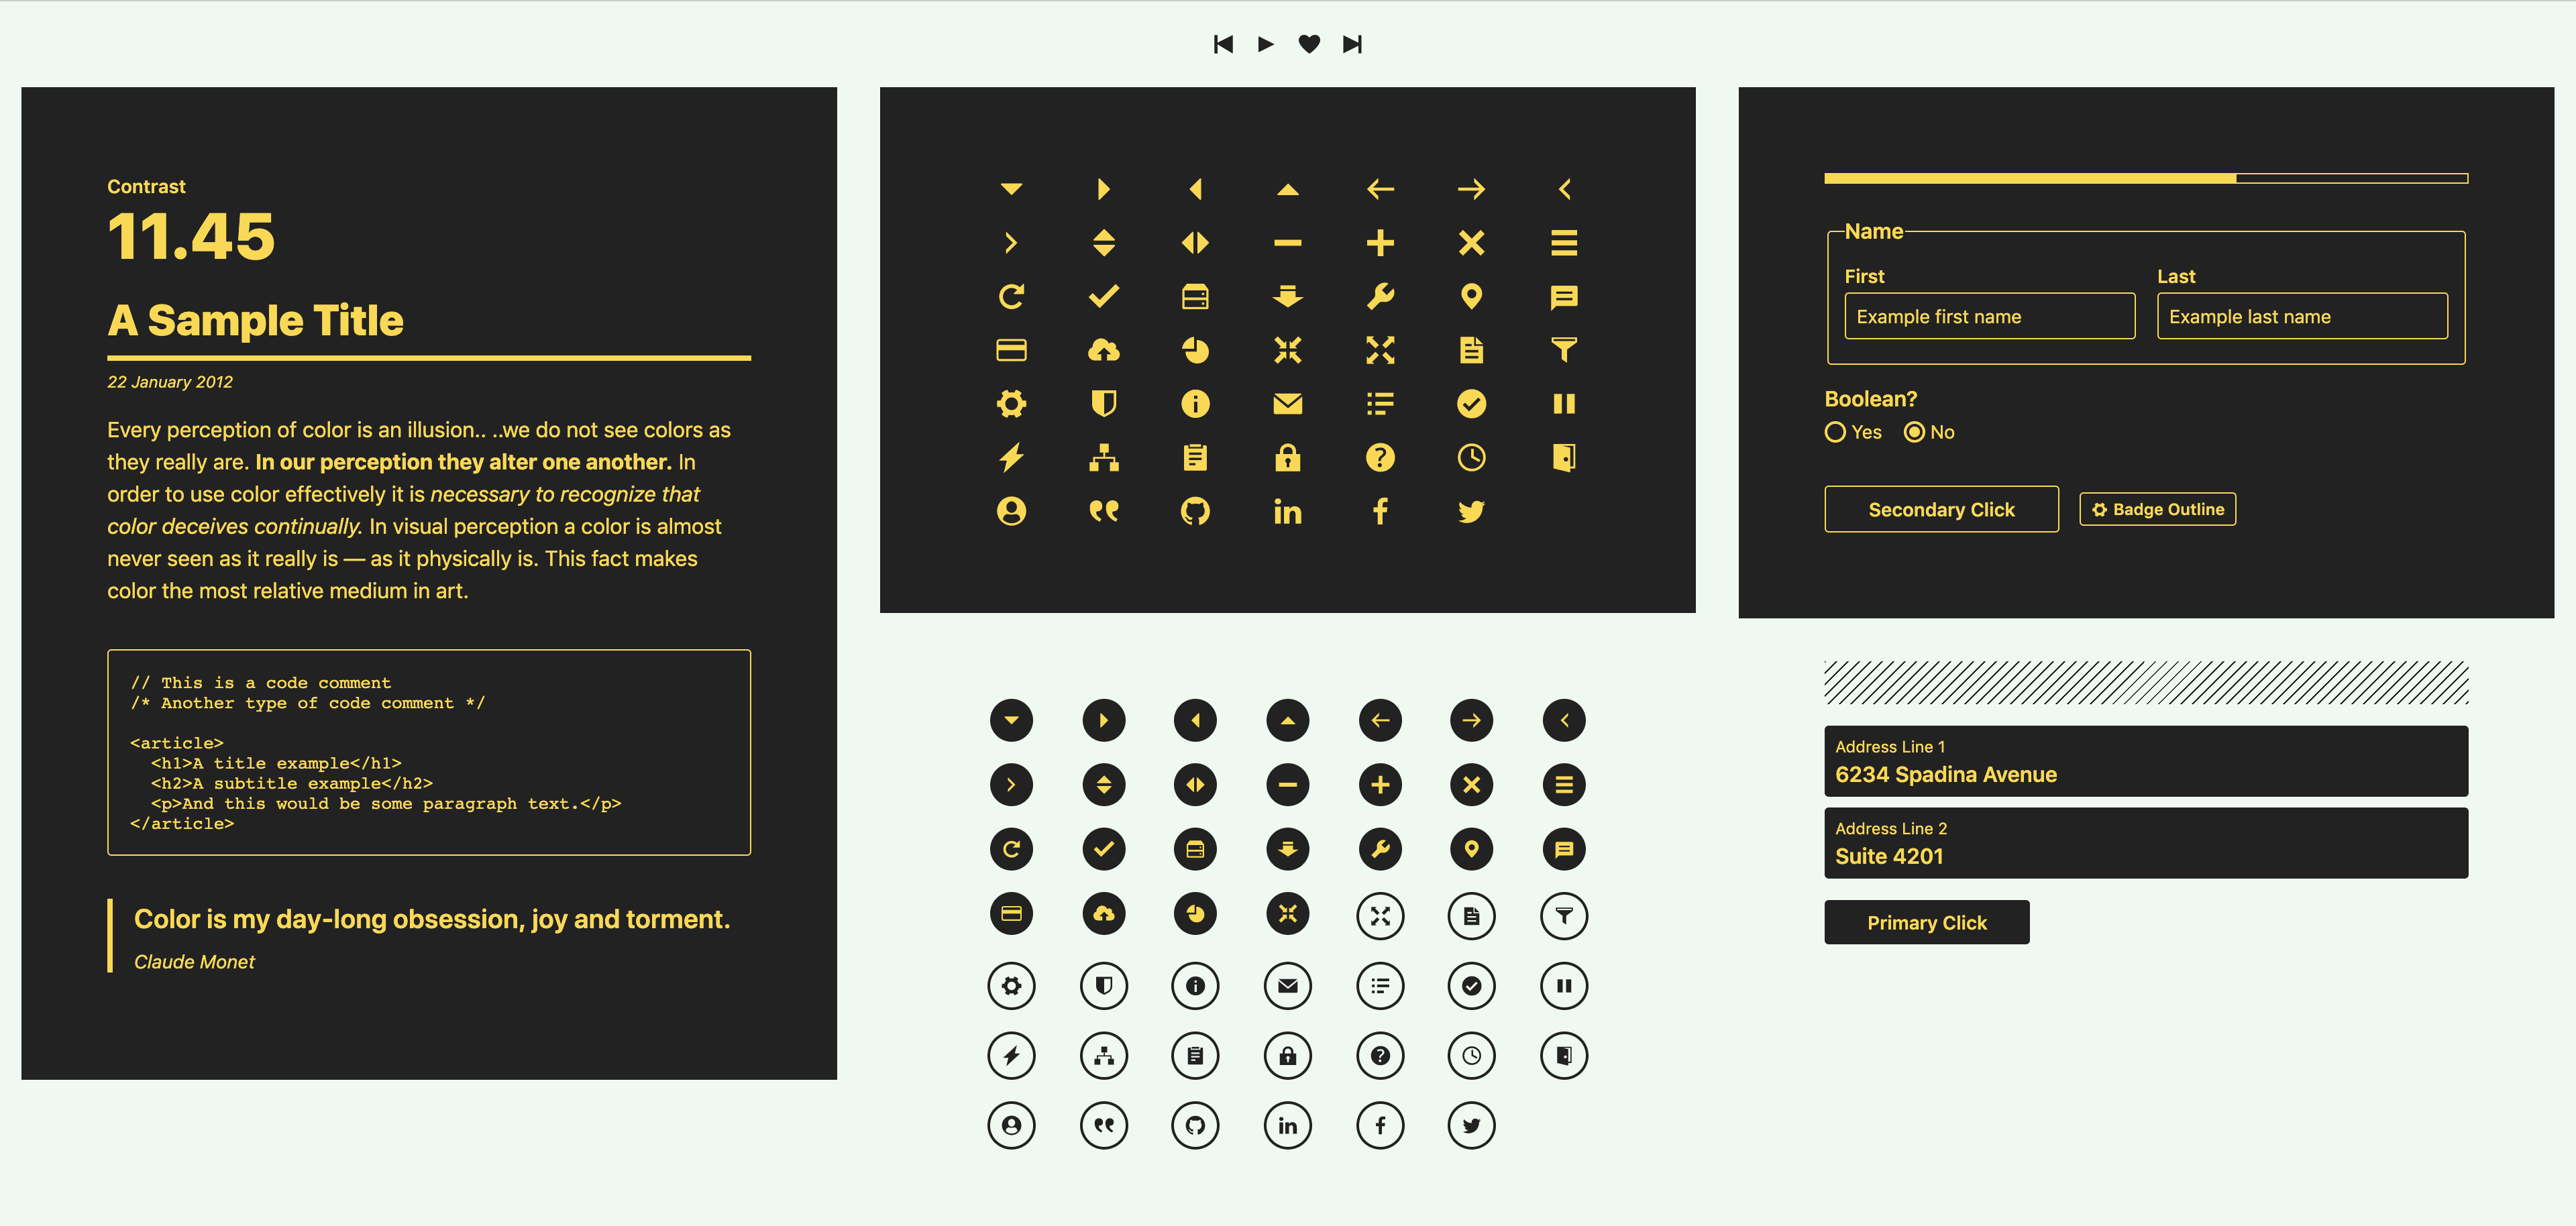 Contrast
11.45
A Sample Title
22 January 2012
Every perception of color is an illusion.. ..we do not see colors as
they really are. In our perception they alter one another. In
order to use color effectively it is necessary to recognize that
color deceives continually. In visual perception a color is almost
never seen as it really is — as it physically is. This fact makes
color the most relative medium in art.
// This is a code comment
/* Another type of code comment */
<article>
  <h1>A title example</h1>
  <h2>A subtitle example</h2>
  <p>And this would be some paragraph text.</p>
</article>
Color is my day-long obsession, joy and torment.
Claude Monet
Name
First
Last
Example first name
Example last name
Boolean?
Yes
No
Secondary Click
Badge Outline
Address Line 1
6234 Spadina Avenue
Address Line 2
Suite 4201
Primary Click